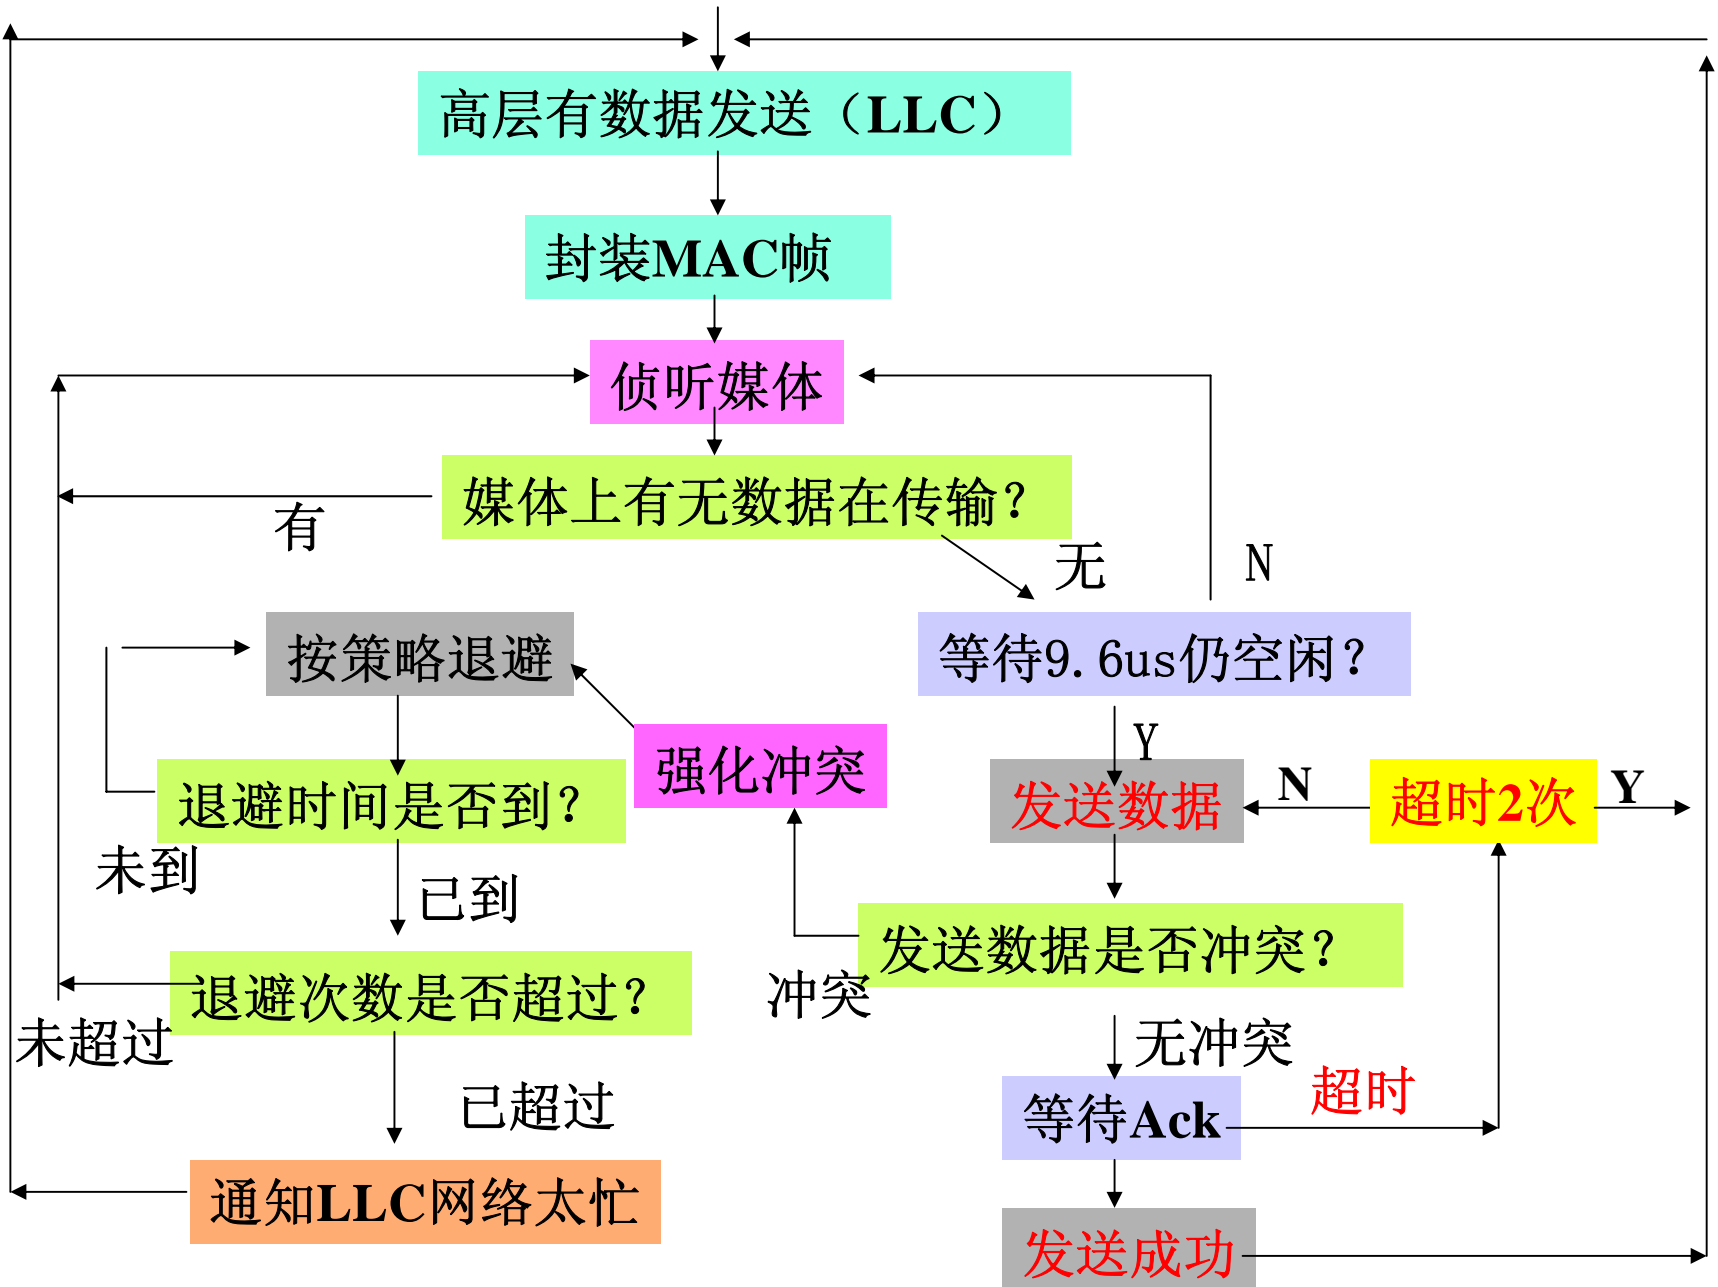 高层有数据发送（LLC）
封装MAC帧
侦听媒体
媒体上有无数据在传输？
有
无
N
按策略退避
等待9.6us仍空闲？
强化冲突
Y
退避时间是否到？
发送数据
N
超时2次
Y
未到
已到
发送数据是否冲突？
退避次数是否超过？
冲突
未超过
无冲突
已超过
等待Ack
超时
通知LLC网络太忙
发送成功